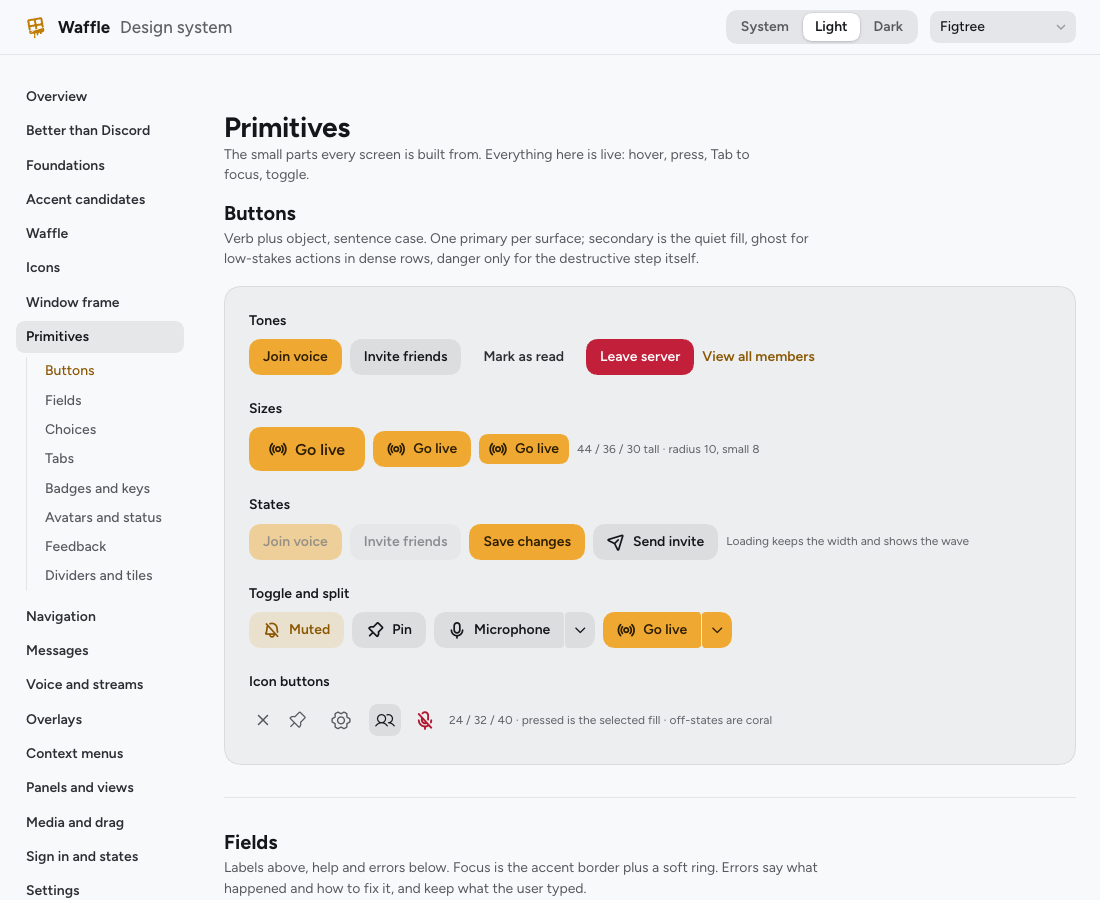 Waffle Design system
System Light Dark Figtree
Overview
Better than Discord
Foundations
Accent candidates
Waffle
Icons
Window frame
Primitives
Buttons
Fields
Choices
Tabs
Badges and keys
Avatars and status
Feedback
Dividers and tiles
Navigation
Messages
Voice and streams
Overlays
Context menus
Panels and views
Media and drag
Sign in and states
Settings
Primitives
The small parts every screen is built from. Everything here is live: hover, press, Tab to
focus, toggle.
Buttons
Verb plus object, sentence case. One primary per surface; secondary is the quiet fill, ghost for
low-stakes actions in dense rows, danger only for the destructive step itself.
Tones
Join voice Invite friends Mark as read Leave server View all members
Sizes
Go live Go live Go live 44 / 36 / 30 tall · radius 10, small 8
States
Join voice Invite friends Save changes Send invite Loading keeps the width and shows the wave
Toggle and split
Muted Pin Microphone Go live
Icon buttons
24 / 32 / 40 · pressed is the selected fill · off-states are coral
Fields
Labels above, help and errors below. Focus is the accent border plus a soft ring. Errors say what
happened and how to fix it, and keep what the user typed.